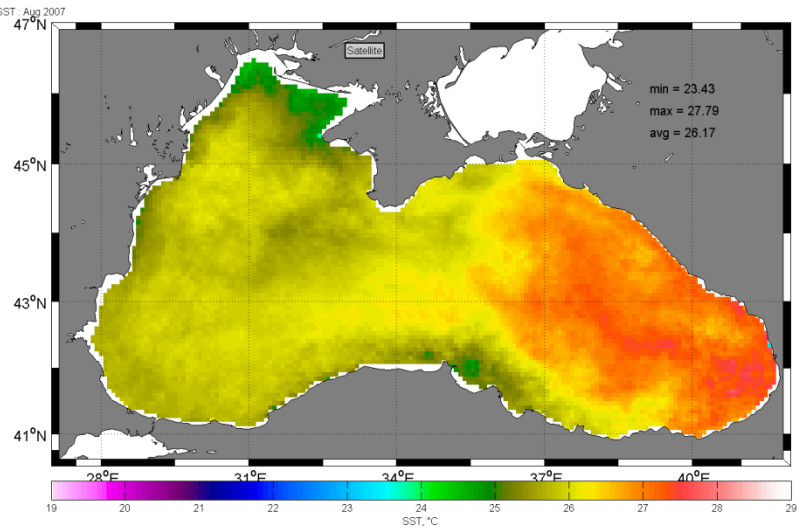 SST : Aug 2007
47°N
Satellite
min = 23.43
max = 27.79
avg = 26.17
45°N
43°N
41°N
28°E 31°E 34°E 37°E 40°E
19 20 21 22 23 24 25 26 27 28 29
SST, °C